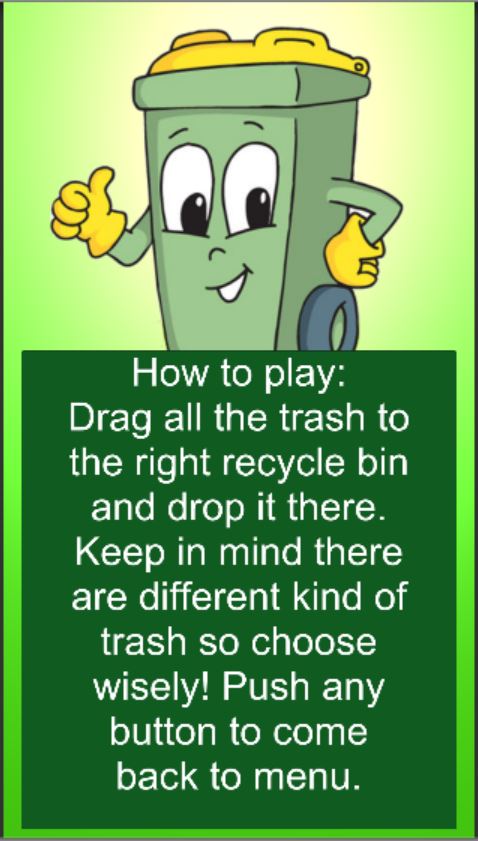 How to play:
Drag all the trash to
the right recycle bin
and drop it there.
Keep in mind there
are different kind of
trash so choose
wisely! Push any
button to come
back to menu.